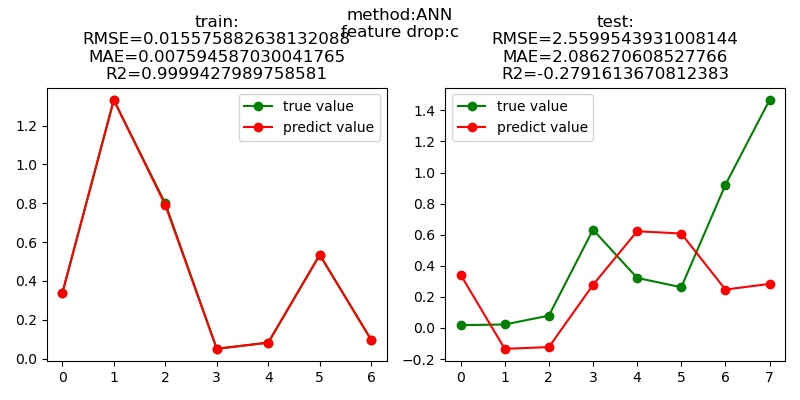 method:ANN
feature drop:c
train:
RMSE=0.015575882638132088
MAE=0.007594587030041765
R2=0.9999427989758581
true value
predict value
1.2
1.0
0.8
0.6
0.4
0.2
0.0
0 1 2 3 4 5 6
test:
RMSE=2.5599543931008144
MAE=2.086270608527766
R2=-0.2791613670812383
true value
predict value
1.4
1.2
1.0
0.8
0.6
0.4
0.2
0.0
−0.2
0 1 2 3 4 5 6 7